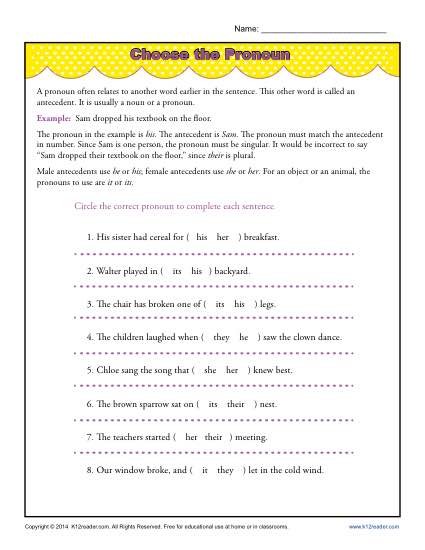 Name: ___________________________
Choose the Pronoun
A pronoun often relates to another word earlier in the sentence. This other word is called an
antecedent. It is usually a noun or a pronoun.
Example: Sam dropped his textbook on the floor.
The pronoun in the example is his. The antecedent is Sam. The pronoun must match the antecedent
in number. Since Sam is one person, the pronoun must be singular. It would be incorrect to say
“Sam dropped their textbook on the floor,” since their is plural.
Male antecedents use he or his; female antecedents use she or her. For an object or an animal, the
pronouns to use are it or its.
Circle the correct pronoun to complete each sentence.
1. His sister had cereal for ( his her ) breakfast.
2. Walter played in ( its his ) backyard.
3. The chair has broken one of ( its his ) legs.
4. The children laughed when ( they he ) saw the clown dance.
5. Chloe sang the song that ( she her ) knew best.
6. The brown sparrow sat on ( its their ) nest.
7. The teachers started ( her their ) meeting.
8. Our window broke, and ( it they ) let in the cold wind.
Copyright © 2014 K12reader.com. All Rights Reserved. Free for educational use at home or in classrooms. www.k12reader.com